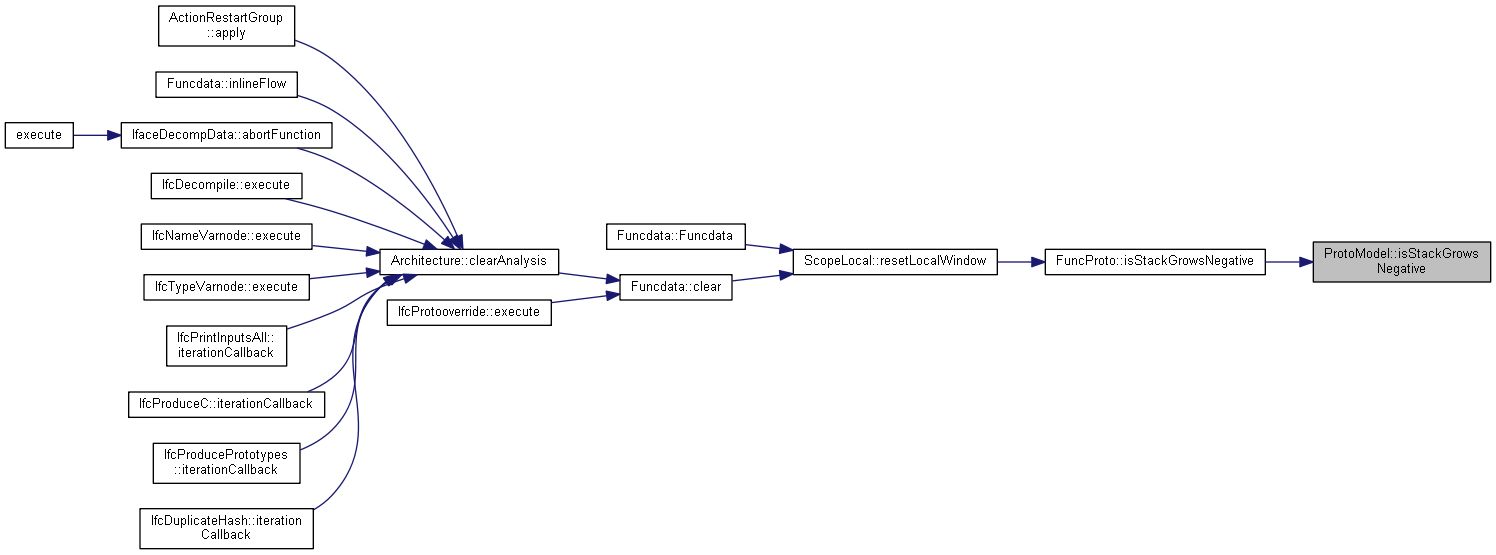 ActionRestartGroup
::apply
Funcdata::inlineFlow
execute
IfaceDecompData::abortFunction
IfcDecompile::execute
IfcNameVarnode::execute
IfcTypeVarnode::execute
IfcPrintInputsAll::
iterationCallback
IfcProduceC::iterationCallback
IfcProducePrototypes
::iterationCallback
IfcDuplicateHash::iteration
Callback
Architecture::clearAnalysis
Funcdata::Funcdata
Funcdata::clear
IfcProtooverride::execute
ScopeLocal::resetLocalWindow
FuncProto::isStackGrowsNegative
ProtoModel::isStackGrows
Negative